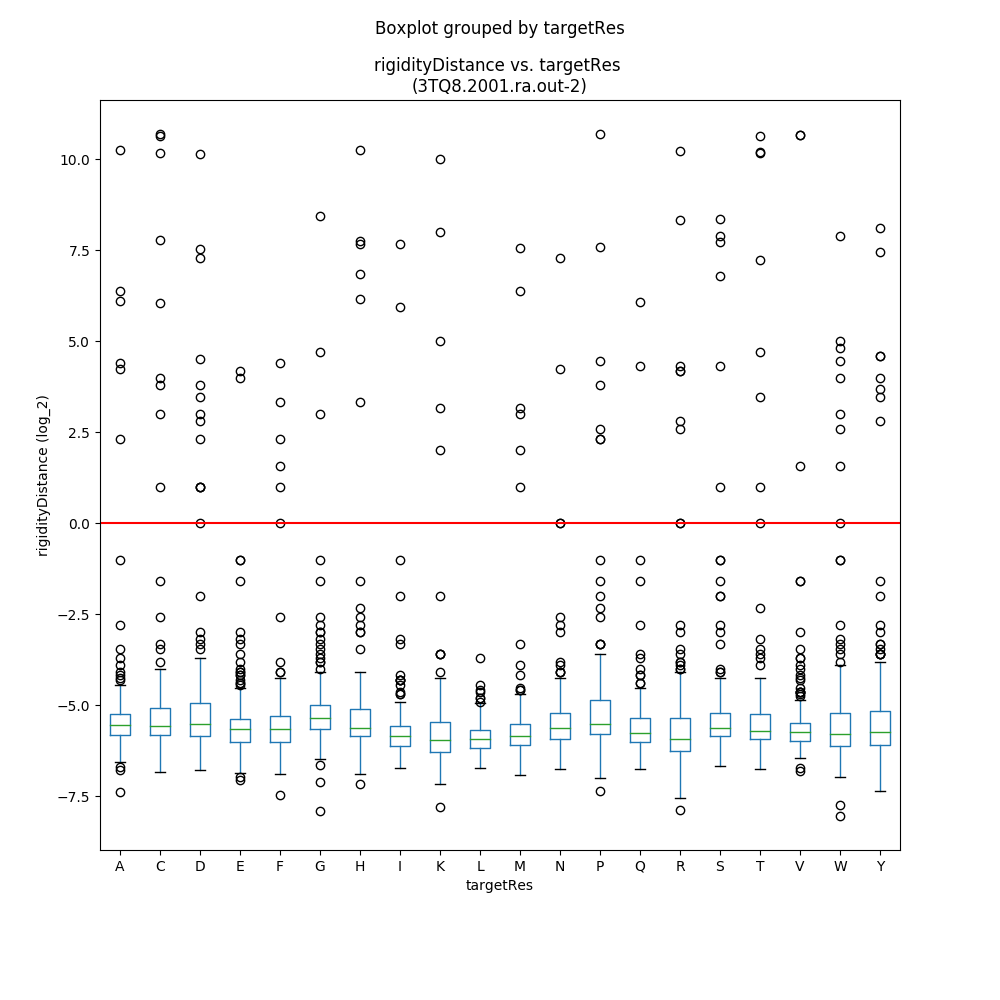 Boxplot grouped by targetRes
rigidityDistance vs. targetRes
(3TQ8.2001.ra.out-2)
10.0
7.5
5.0
2.5
0.0
−2.5
−5.0
−7.5
rigidityDistance (log_2)
A C D E F G H I K L M N P Q R S T V W Y
targetRes